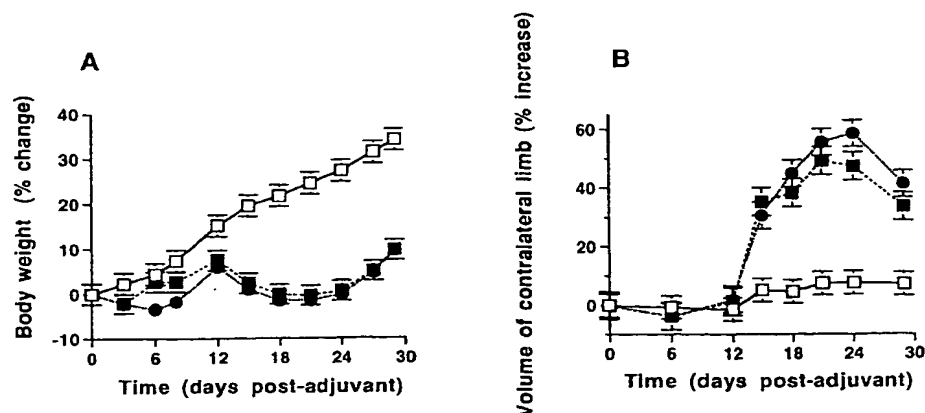 A
Body weight (% change)
40
30
20
10
0
-10
0 6 12 18 24 30
Time (days post-adjuvant)
B
Volume of contralateral limb (% increase)
60
40
20
0
0 6 12 18 24 30
Time (days post-adjuvant)